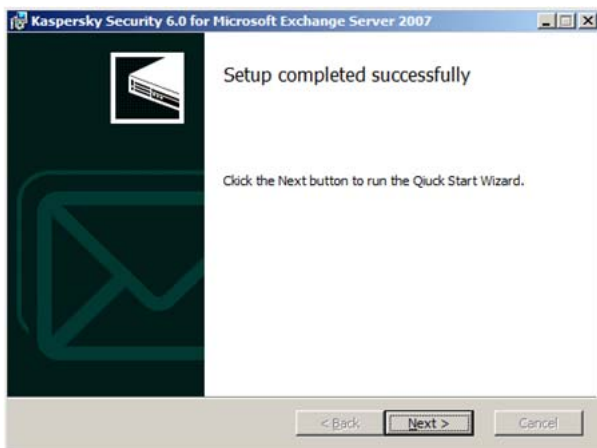 Kaspersky Security 6.0 for Microsoft Exchange Server 2007
Setup completed successfully
Ckick the Next button to run the Qiuck Start Wizard.
< Back
Next >
Cancel